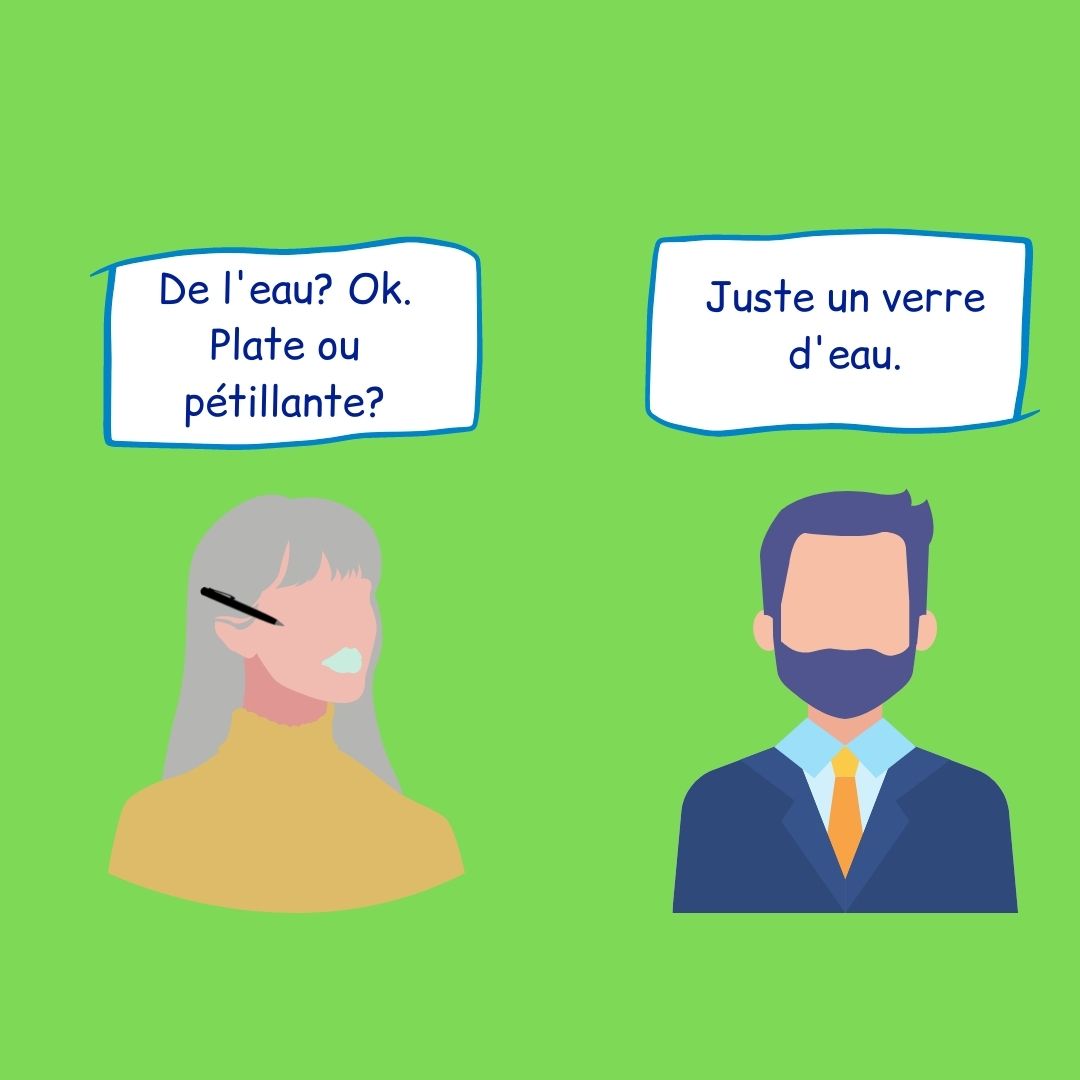 De l'eau? Ok.
Plate ou
pétillante?
Juste un verre
d'eau.